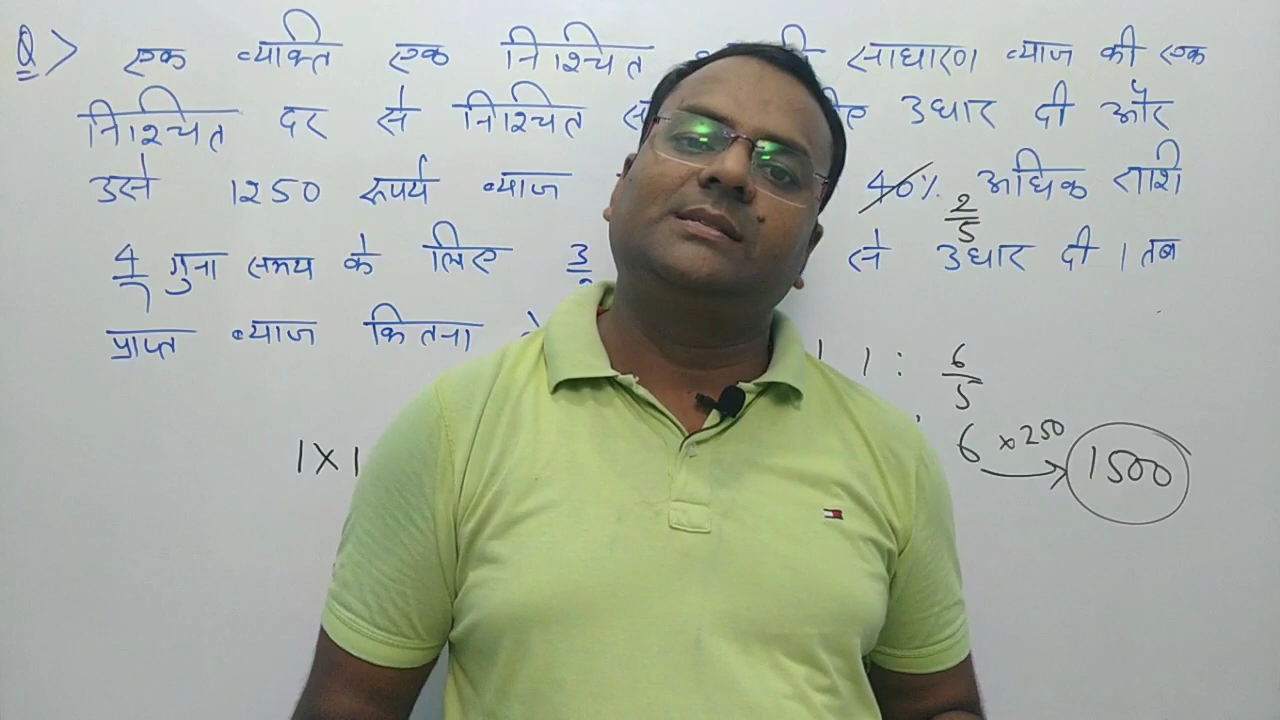 Q> एक व्यक्ति एक निश्चित साधारण ब्याज की एक
निश्चित दर से निश्चित उधार दी और
उसे 1250 रूपये ब्याज 40% 2/5 अधिक राशि
4/7 गुना समय के लिए 3/ से उधार दी । तब
प्राप्त ब्याज कितना
1 : 6/5
1 X 1 6 x 250 → 1500